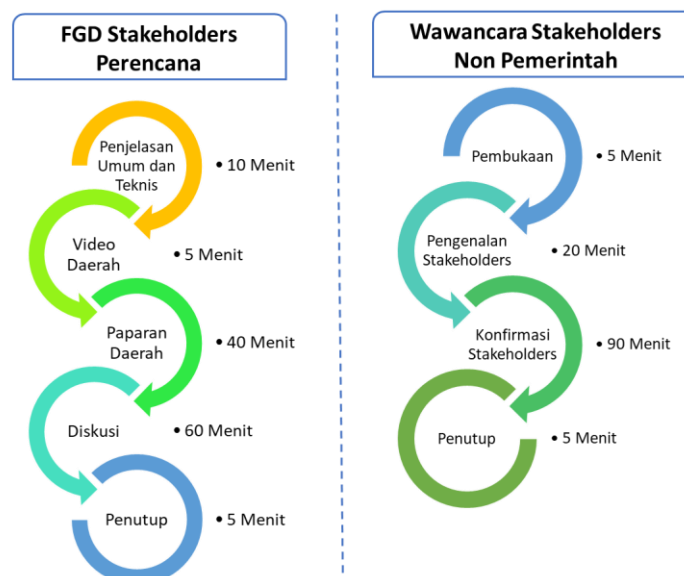 FGD Stakeholders
Perencana
Penjelasan
Umum dan
Teknis
• 10 Menit
Video
Daerah
• 5 Menit
Paparan
Daerah
• 40 Menit
Diskusi
• 60 Menit
Penutup
• 5 Menit
Wawancara Stakeholders
Non Pemerintah
Pembukaan
• 5 Menit
Pengenalan
Stakeholders
• 20 Menit
Konfirmasi
Stakeholders
• 90 Menit
Penutup
• 5 Menit